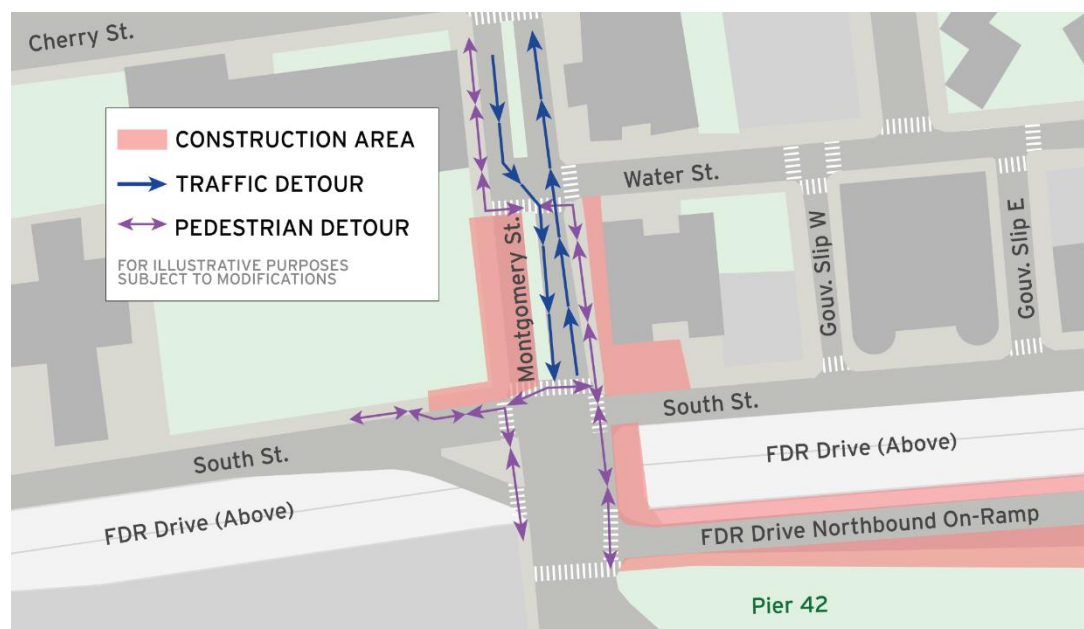 Cherry St.
CONSTRUCTION AREA
TRAFFIC DETOUR
PEDESTRIAN DETOUR
FOR ILLUSTRATIVE PURPOSES
SUBJECT TO MODIFICATIONS
Water St.
Montgomery St.
Gouv. Slip W
Gouv. Slip E
South St.
South St.
FDR Drive (Above)
FDR Drive (Above)
FDR Drive Northbound On-Ramp
Pier 42